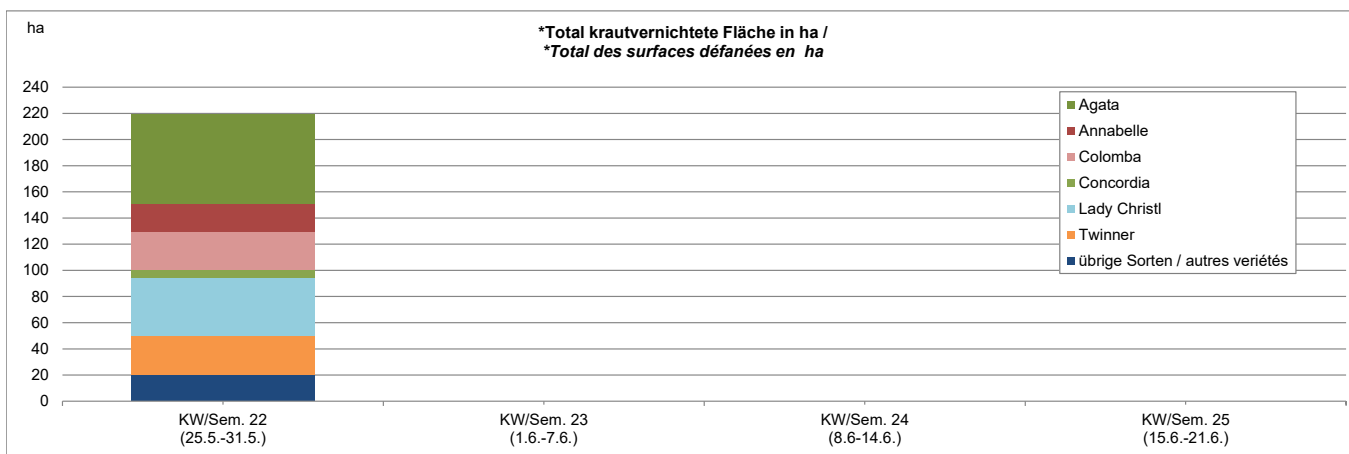 ha
*Total krautvernichtete Fläche in ha /
*Total des surfaces défanées en ha
240
220
200
180
160
140
120
100
80
60
40
20
0
Agata
Annabelle
Colomba
Concordia
Lady Christl
Twinner
übrige Sorten / autres veriétés
KW/Sem. 22
(25.5.-31.5.)
KW/Sem. 23
(1.6.-7.6.)
KW/Sem. 24
(8.6-14.6.)
KW/Sem. 25
(15.6.-21.6.)